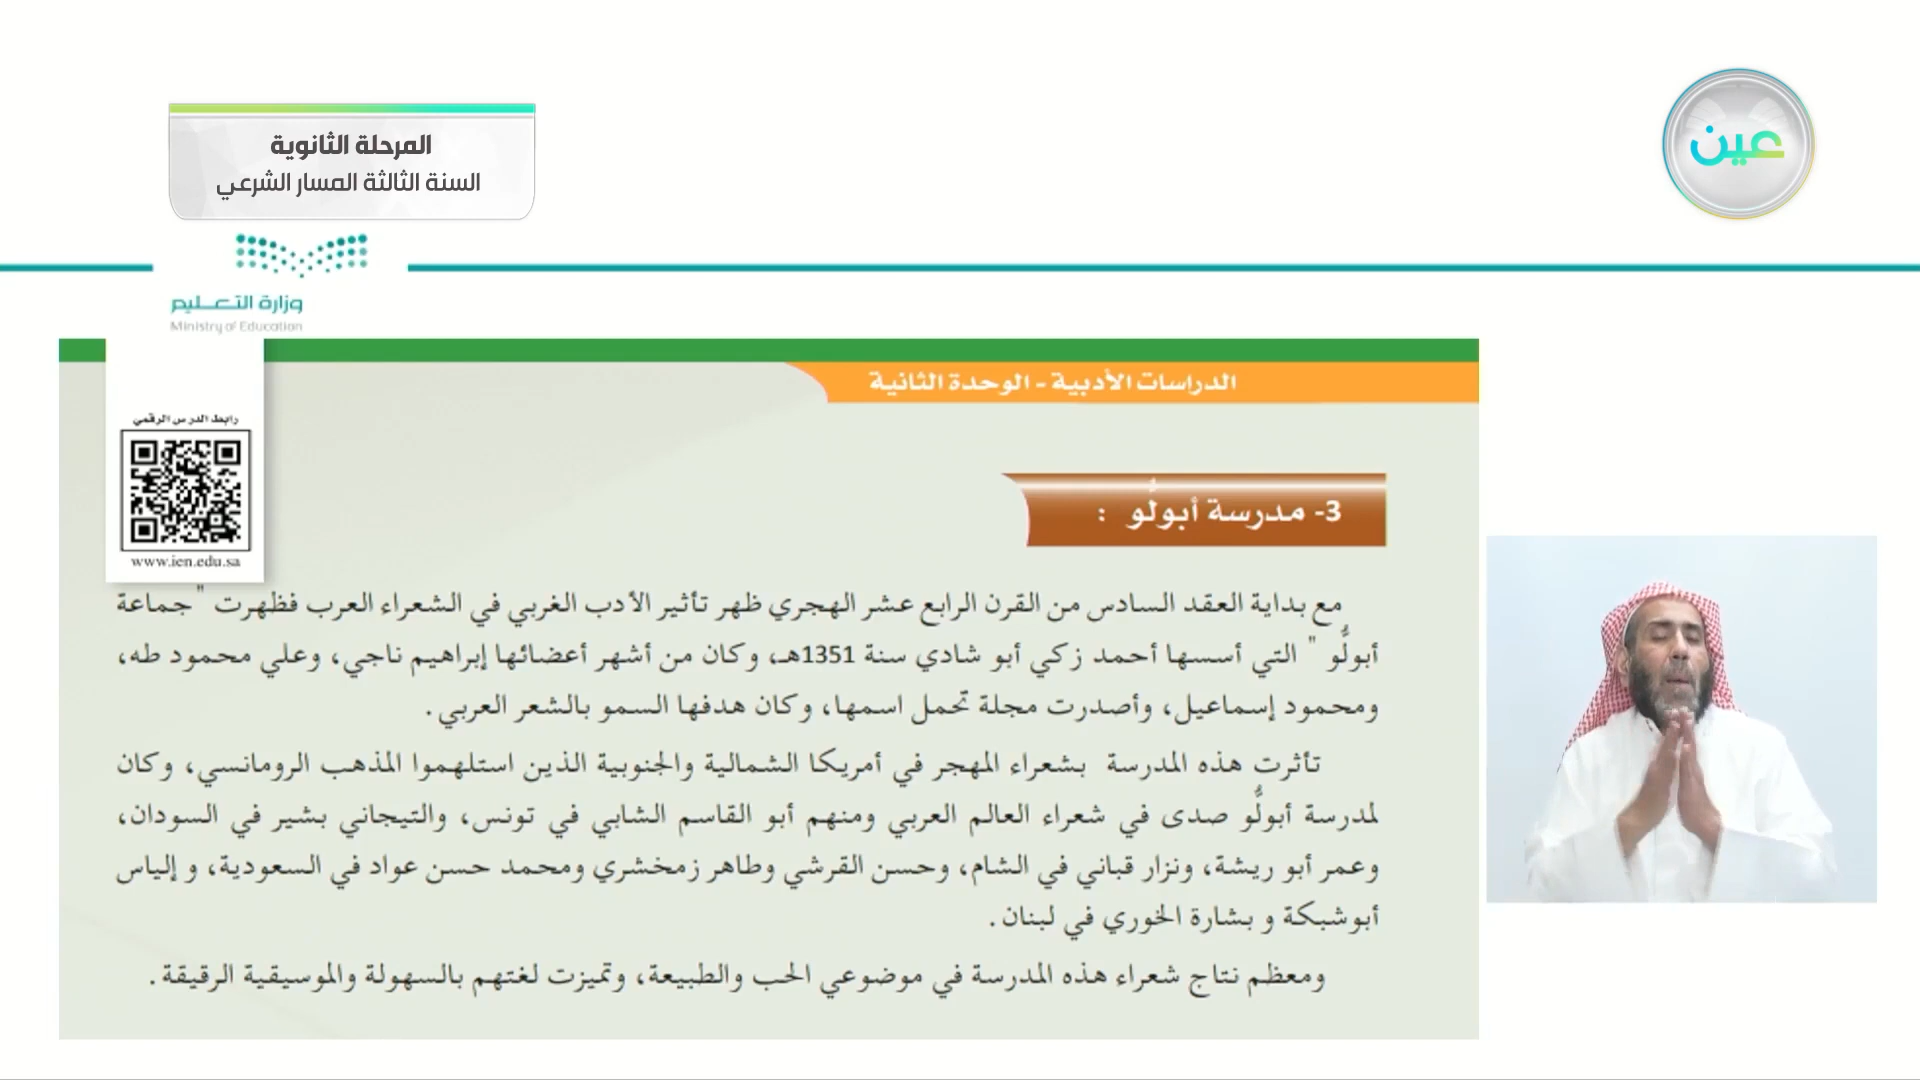 المرحلة الثانوية
السنة الثالثة المسار الشرعي
عين
وزارة التعليم
Ministry of Education
الدراسات الأدبية - الوحدة الثانية
رابط الدرس الرقمي
www.ien.edu.sa
3- مدرسة أبولُّو :
مع بداية العقد السادس من القرن الرابع عشر الهجري ظهر تأثير الأدب الغربي في الشعراء العرب فظهرت " جماعة
أبولُّو " التي أسسها أحمد زكي أبو شادي سنة 1351هـ، وكان من أشهر أعضائها إبراهيم ناجي، وعلي محمود طه،
ومحمود إسماعيل، وأصدرت مجلة تحمل اسمها، وكان هدفها السمو بالشعر العربي .
تأثرت هذه المدرسة بشعراء المهجر في أمريكا الشمالية والجنوبية الذين استلهموا المذهب الرومانسي، وكان
لمدرسة أبولُّو صدى في شعراء العالم العربي ومنهم أبو القاسم الشابي في تونس، والتيجاني بشير في السودان،
وعمر أبو ريشة، ونزار قباني في الشام، وحسن القرشي وطاهر زمخشري ومحمد حسن عواد في السعودية، و إلياس
أبوشبكة و بشارة الخوري في لبنان .
ومعظم نتاج شعراء هذه المدرسة في موضوعي الحب والطبيعة، وتميزت لغتهم بالسهولة والموسيقية الرقيقة .